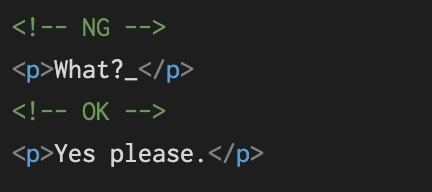 <!-- NG -->
<p>What?_</p>
<!-- OK -->
<p>Yes please.</p>